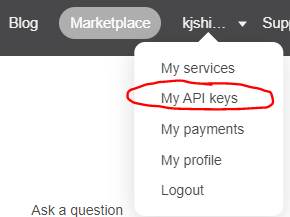 Blog Marketplace kjshi... Supp
My services
My API keys
My payments
My profile
Logout
Ask a question